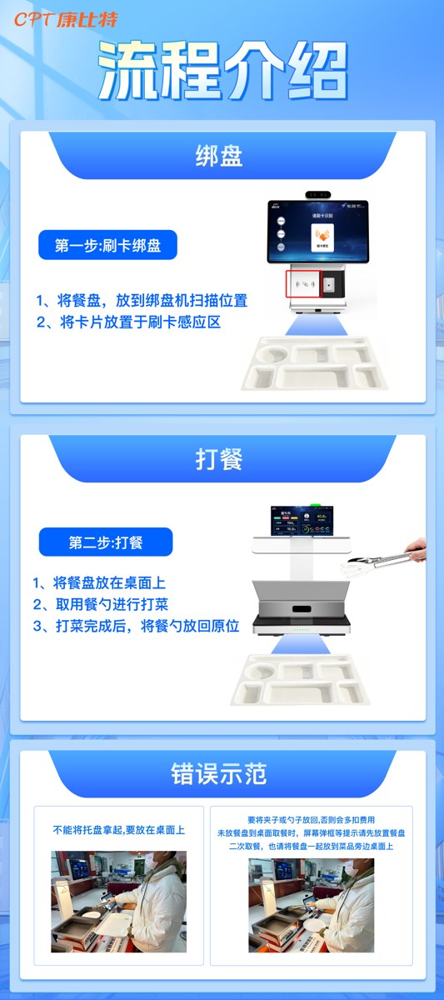 CPT 康比特
流程介绍
绑盘
请刷卡识别
第一步:刷卡绑盘
1、将餐盘，放到绑盘机扫描位置
2、将卡片放置于刷卡感应区
打餐
第二步:打餐
1、将餐盘放在桌面上
2、取用餐勺进行打菜
3、打菜完成后，将餐勺放回原位
错误示范
不能将托盘拿起,要放在桌面上
要将夹子或勺子放回,否则会多扣费用
未放餐盘到桌面取餐时，屏幕弹框等提示请先放置餐盘
二次取餐，也请将餐盘一起放到菜品旁边桌面上